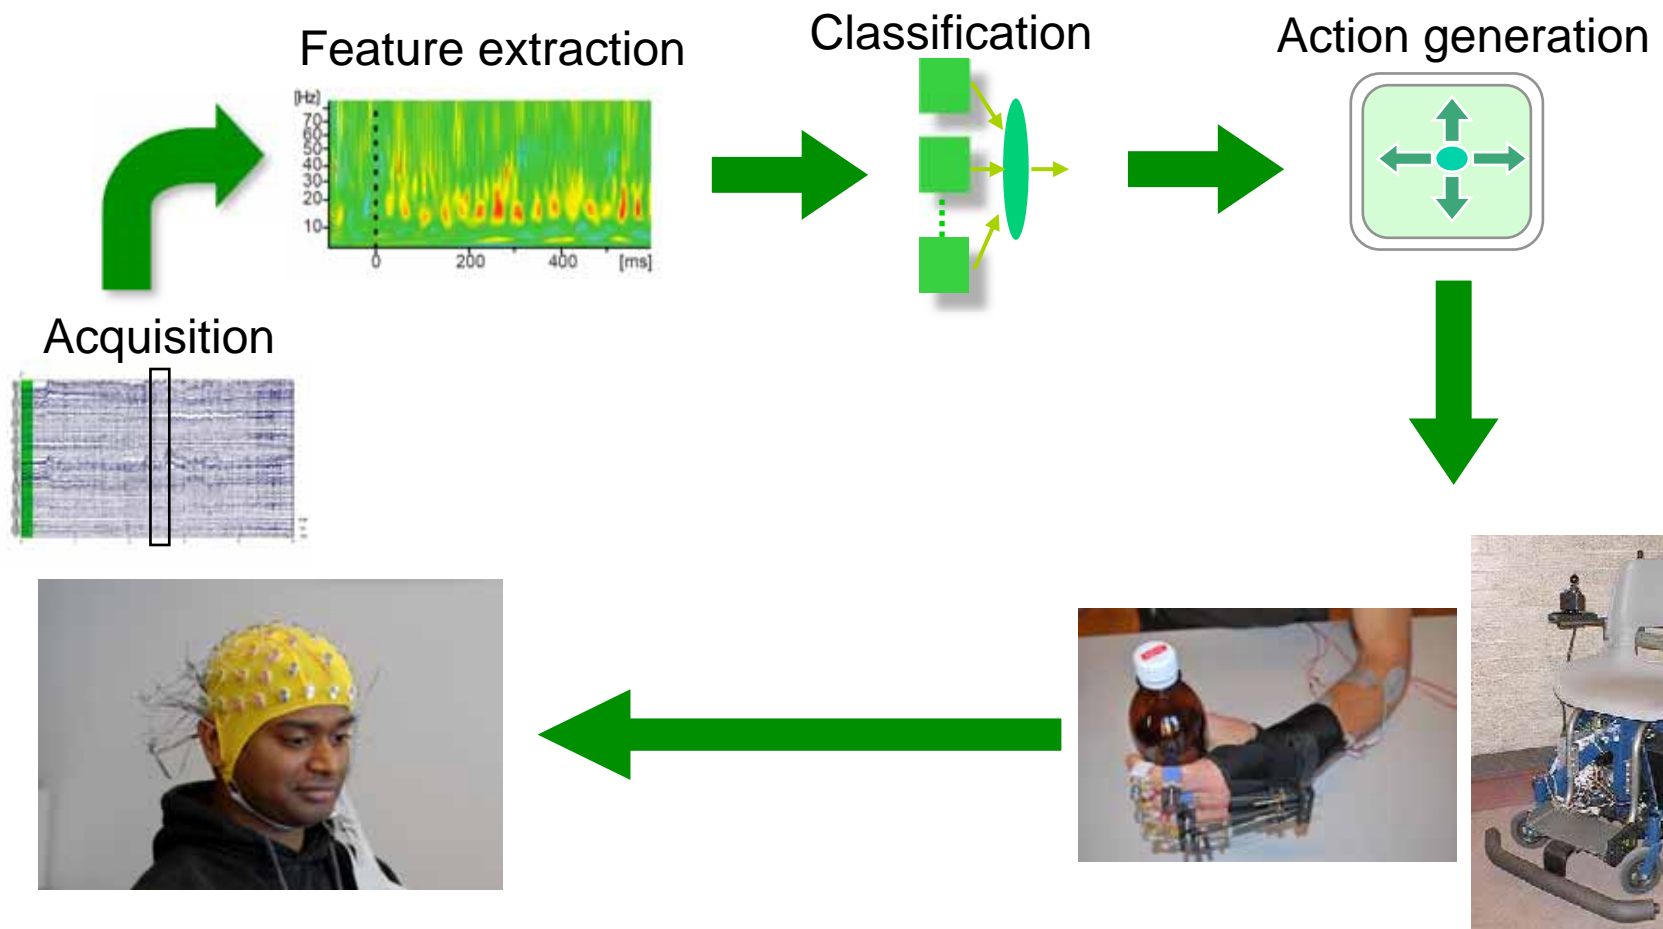 Feature extraction
Classification
Action generation
[Hz]
70
60
50
40
30
20
10
0
200
400
[ms]
Acquisition